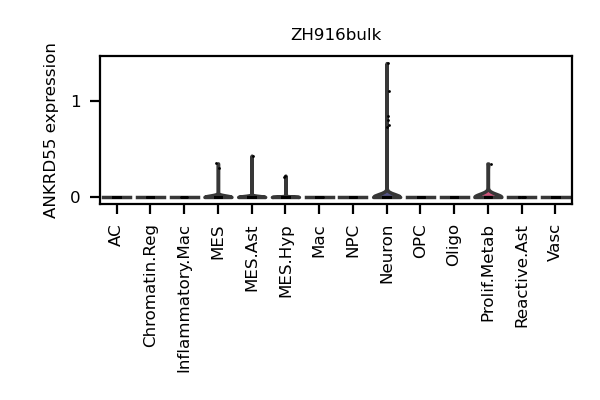 ZH916bulk
ANKRD55 expression
1
0
AC
Chromatin.Reg
Inflammatory.Mac
MES
MES.Ast
MES.Hyp
Mac
NPC
Neuron
OPC
Oligo
Prolif.Metab
Reactive.Ast
Vasc